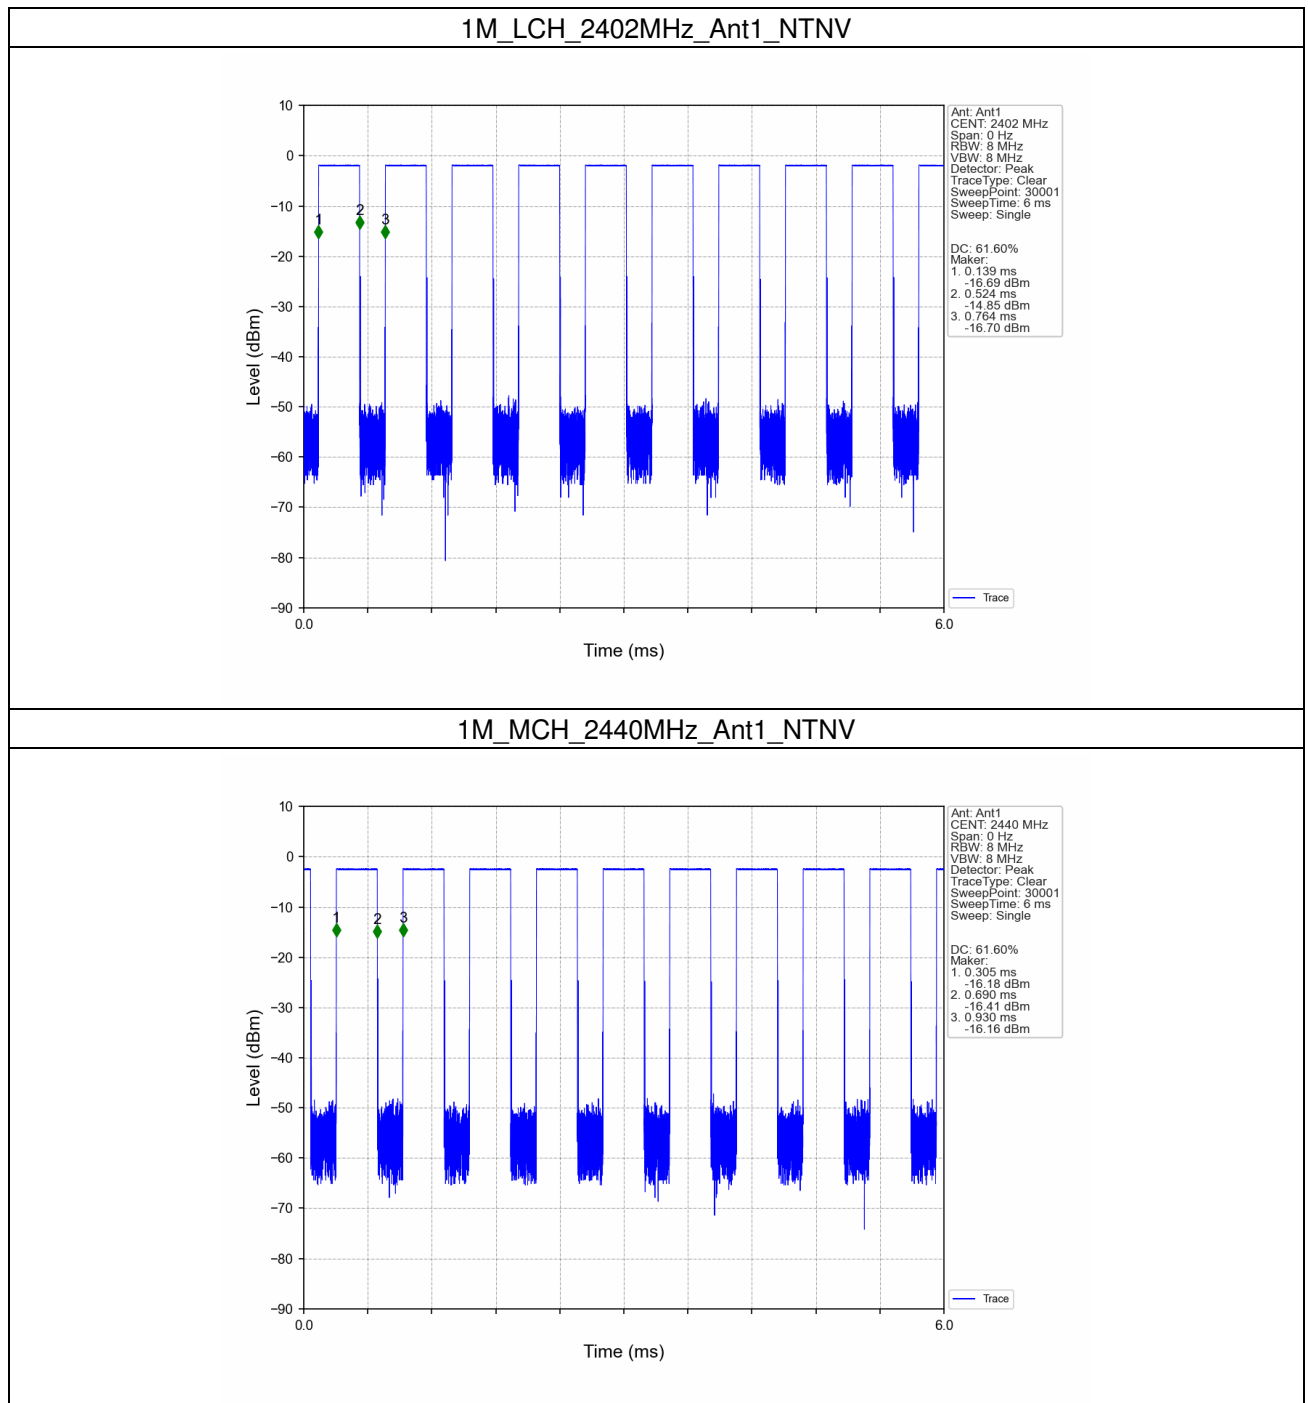 1M_LCH_2402MHz_Ant1_NTNV
10
0
−10
−20
−30
−40
−50
−60
−70
−80
−90
Level (dBm)
1
2
3
0.0
6.0
Time (ms)
Ant: Ant1
CENT: 2402 MHz
Span: 0 Hz
RBW: 8 MHz
VBW: 8 MHz
Detector: Peak
TraceType: Clear
SweepPoint: 30001
SweepTime: 6 ms
Sweep: Single
DC: 61.60%
Maker:
1. 0.139 ms
-16.69 dBm
2. 0.524 ms
-14.85 dBm
3. 0.764 ms
-16.70 dBm
Trace
1M_MCH_2440MHz_Ant1_NTNV
10
0
−10
−20
−30
−40
−50
−60
−70
−80
−90
Level (dBm)
1
2
3
0.0
6.0
Time (ms)
Ant: Ant1
CENT: 2440 MHz
Span: 0 Hz
RBW: 8 MHz
VBW: 8 MHz
Detector: Peak
TraceType: Clear
SweepPoint: 30001
SweepTime: 6 ms
Sweep: Single
DC: 61.60%
Maker:
1. 0.305 ms
-16.18 dBm
2. 0.690 ms
-16.41 dBm
3. 0.930 ms
-16.16 dBm
Trace